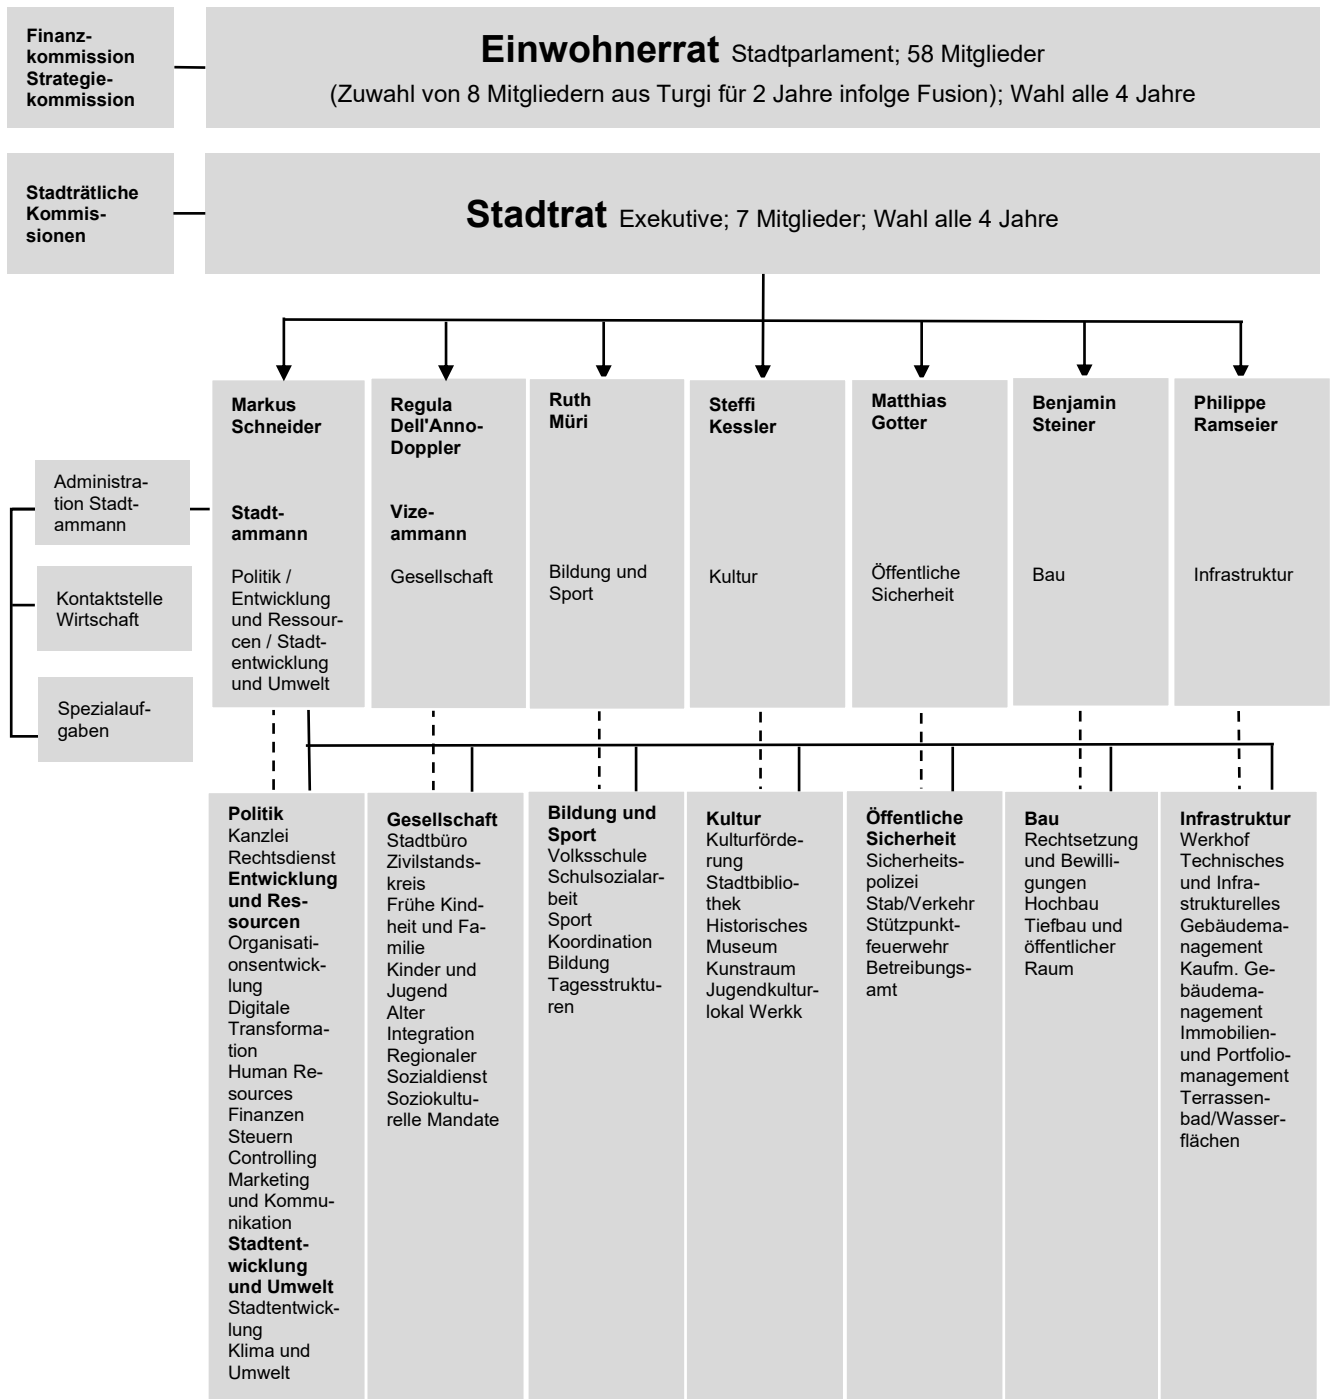 Finanz-
kommission
Strategie-
kommission
Einwohnerrat Stadtparlament; 58 Mitglieder
(Zuwahl von 8 Mitgliedern aus Turgi für 2 Jahre infolge Fusion); Wahl alle 4 Jahre
Stadträtliche
Kommis-
sionen
Stadtrat Exekutive; 7 Mitglieder; Wahl alle 4 Jahre
Markus
Schneider
Stadt-
ammann
Politik /
Entwicklung
und Ressour-
cen / Stadt-
entwicklung
und Umwelt
Regula
Dell'Anno-
Doppler
Vize-
ammann
Gesellschaft
Ruth
Müri
Bildung und
Sport
Steffi
Kessler
Kultur
Matthias
Gotter
Öffentliche
Sicherheit
Benjamin
Steiner
Bau
Philippe
Ramseier
Infrastruktur
Administra-
tion Stadt-
ammann
Kontaktstelle
Wirtschaft
Spezialauf-
gaben
Politik
Kanzlei
Rechtsdienst
Entwicklung
und Res-
sourcen
Organisati-
onsentwick-
lung
Digitale
Transforma-
tion
Human Re-
sources
Finanzen
Steuern
Controlling
Marketing
und Kommu-
nikation
Stadtent-
wicklung
und Umwelt
Stadtentwick-
lung
Klima und
Umwelt
Gesellschaft
Stadtbüro
Zivilstands-
kreis
Frühe Kind-
heit und Fa-
milie
Kinder und
Jugend
Alter
Integration
Regionaler
Sozialdienst
Soziokultu-
relle Mandate
Bildung und
Sport
Volksschule
Schulsozialar-
beit
Sport
Koordination
Bildung
Tagesstruktu-
ren
Kultur
Kulturförde-
rung
Stadtbiblio-
thek
Historisches
Museum
Kunstraum
Jugendkultur-
lokal Werkk
Öffentliche
Sicherheit
Sicherheits-
polizei
Stab/Verkehr
Stützpunkt-
feuerwehr
Betreibungs-
amt
Bau
Rechtsetzung
und Bewilli-
gungen
Hochbau
Tiefbau und
öffentlicher
Raum
Infrastruktur
Werkhof
Technisches
und Infra-
strukturelles
Gebäudema-
nagement
Kaufm. Ge-
bäudema-
nagement
Immobilien-
und Portfolio-
management
Terrassen-
bad/Wasser-
flächen